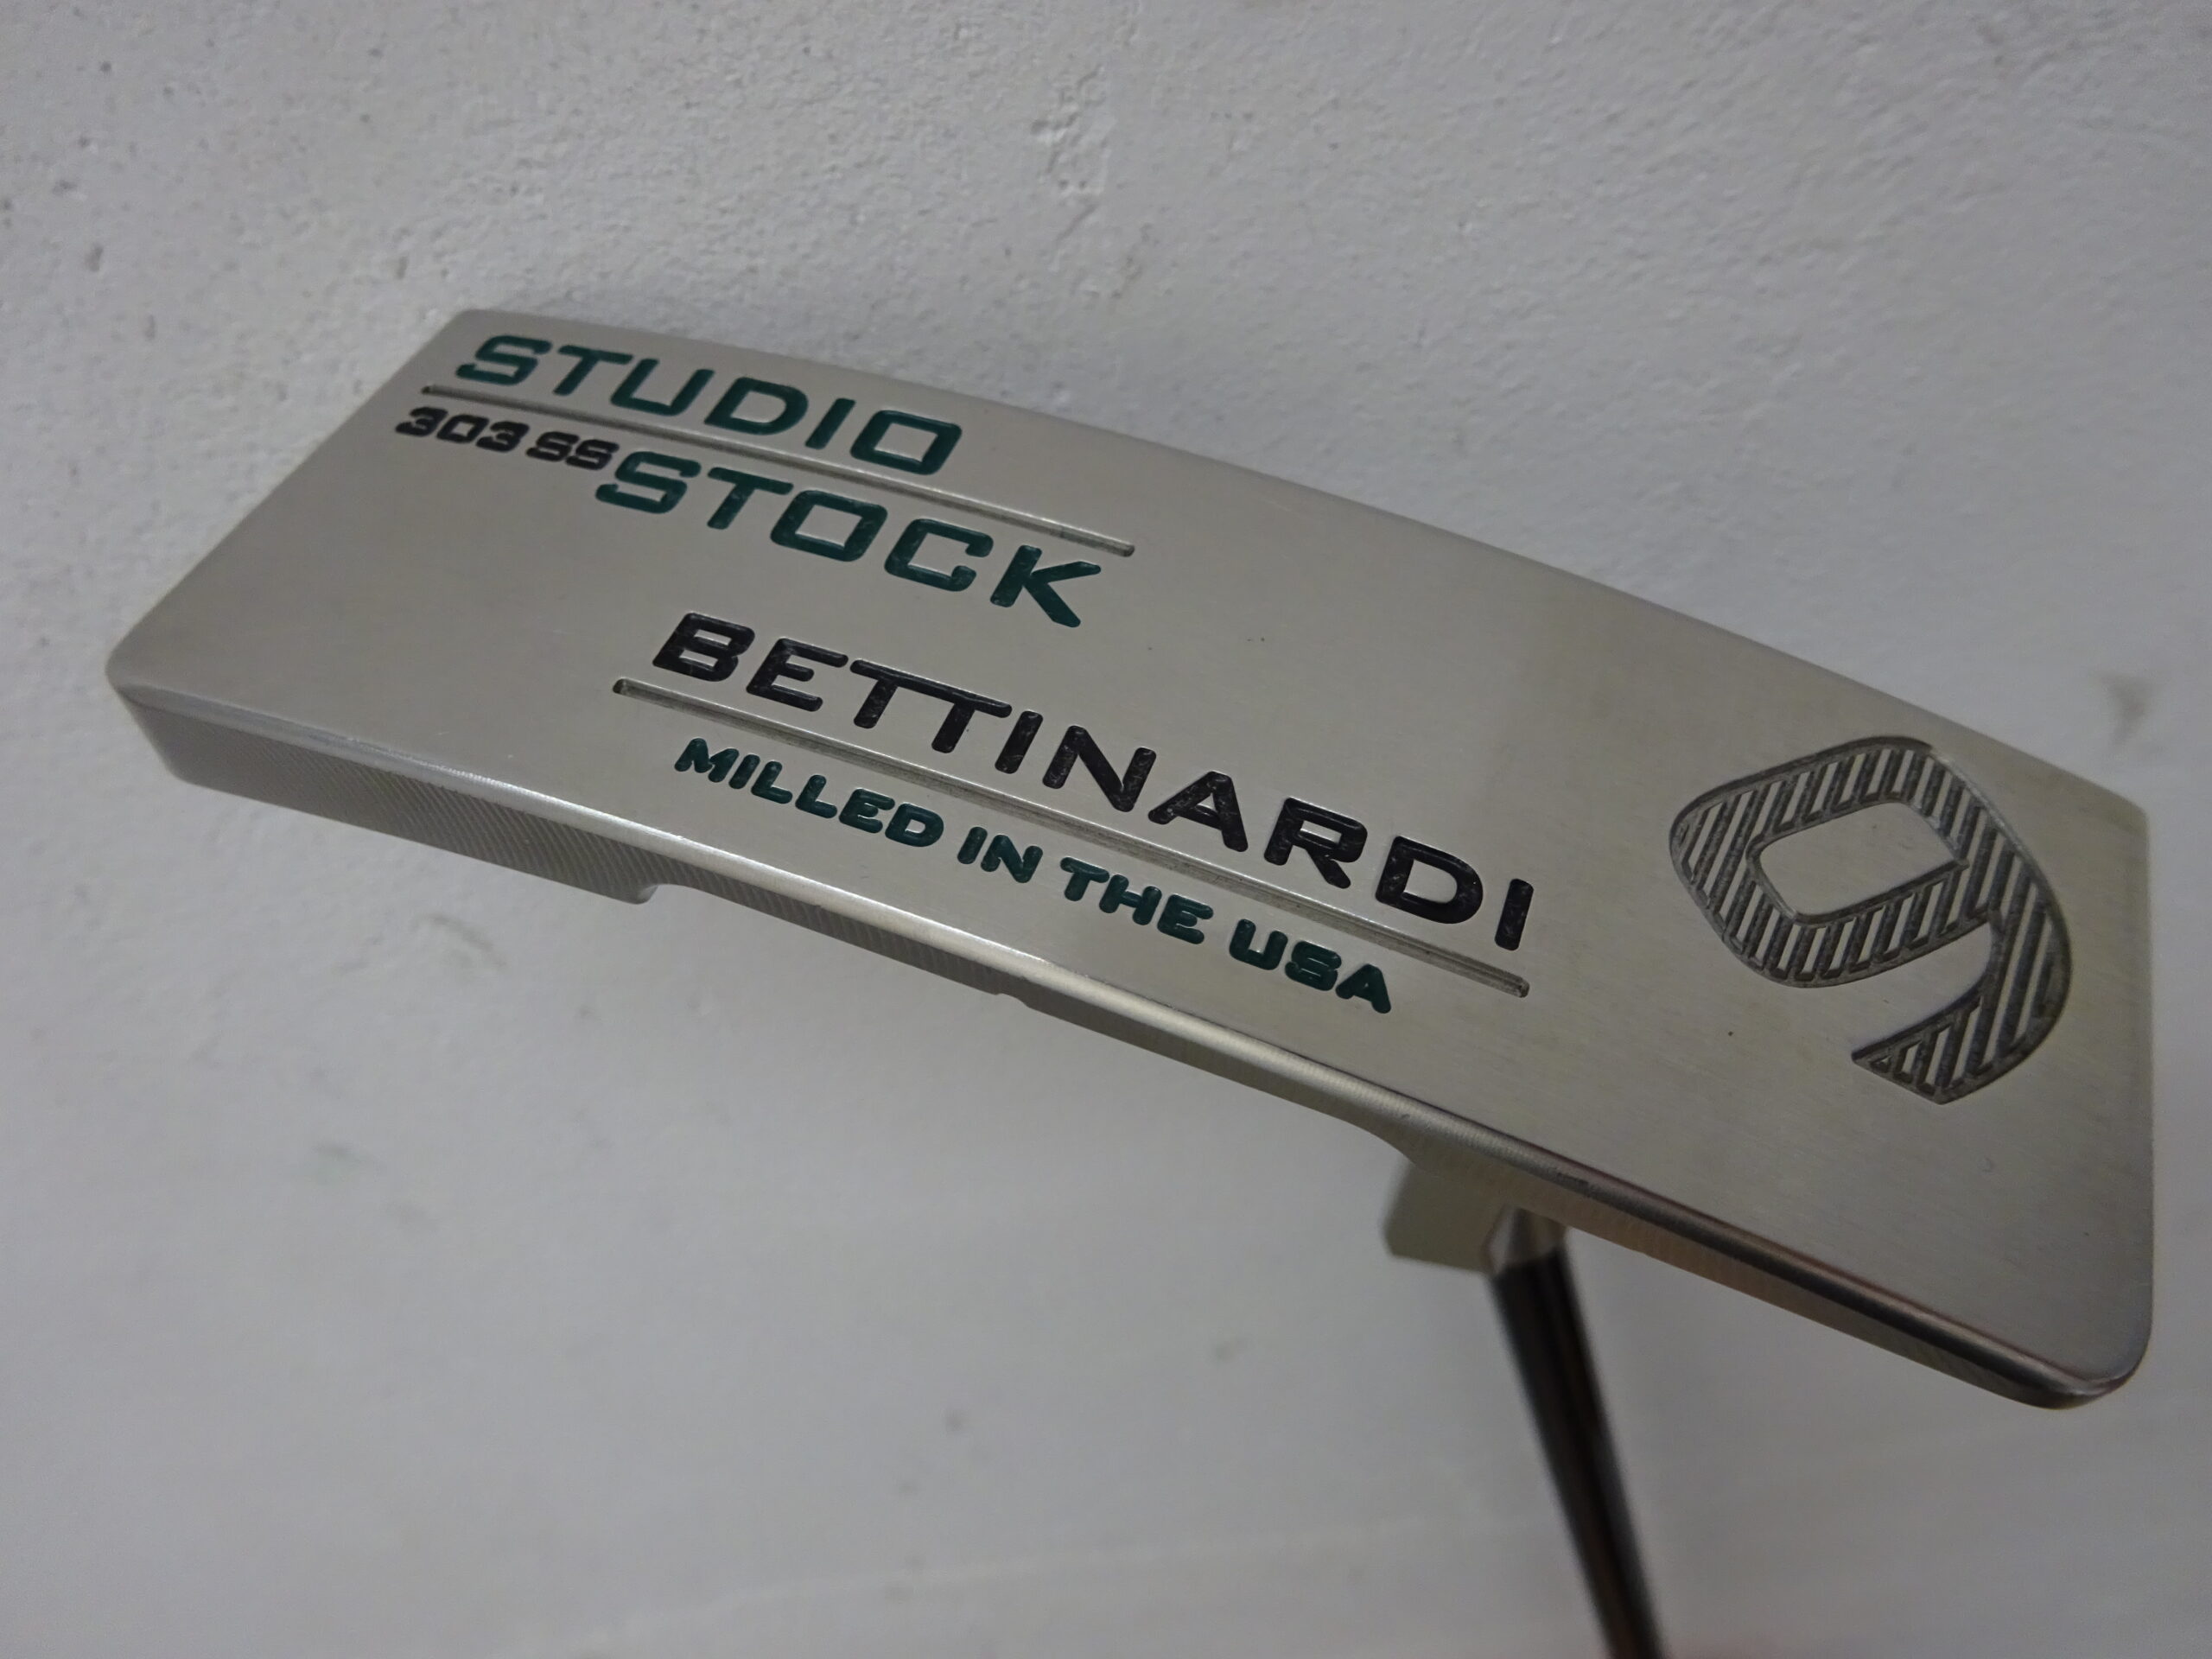 STUDIO
303 SS STOCK
BETTINARDI
MILLED IN THE USA
9